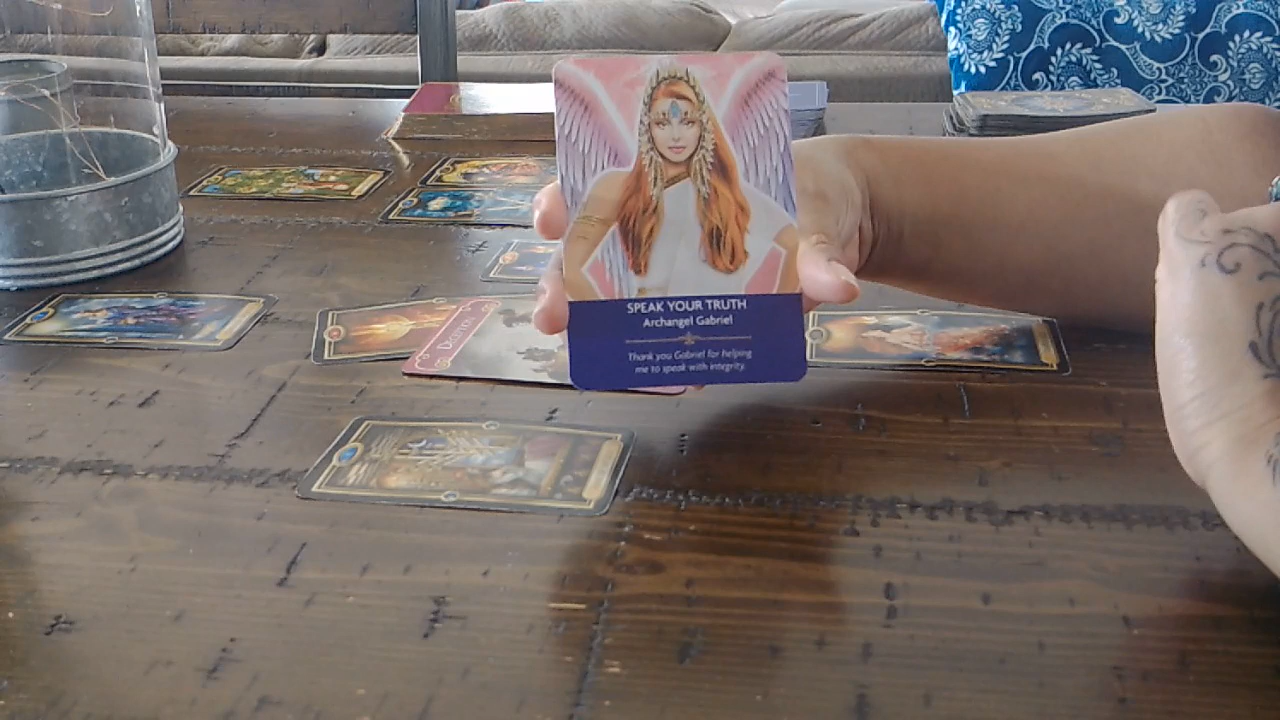 SPEAK YOUR TRUTH
Archangel Gabriel
Thank you Gabriel for helping
me to speak with integrity.